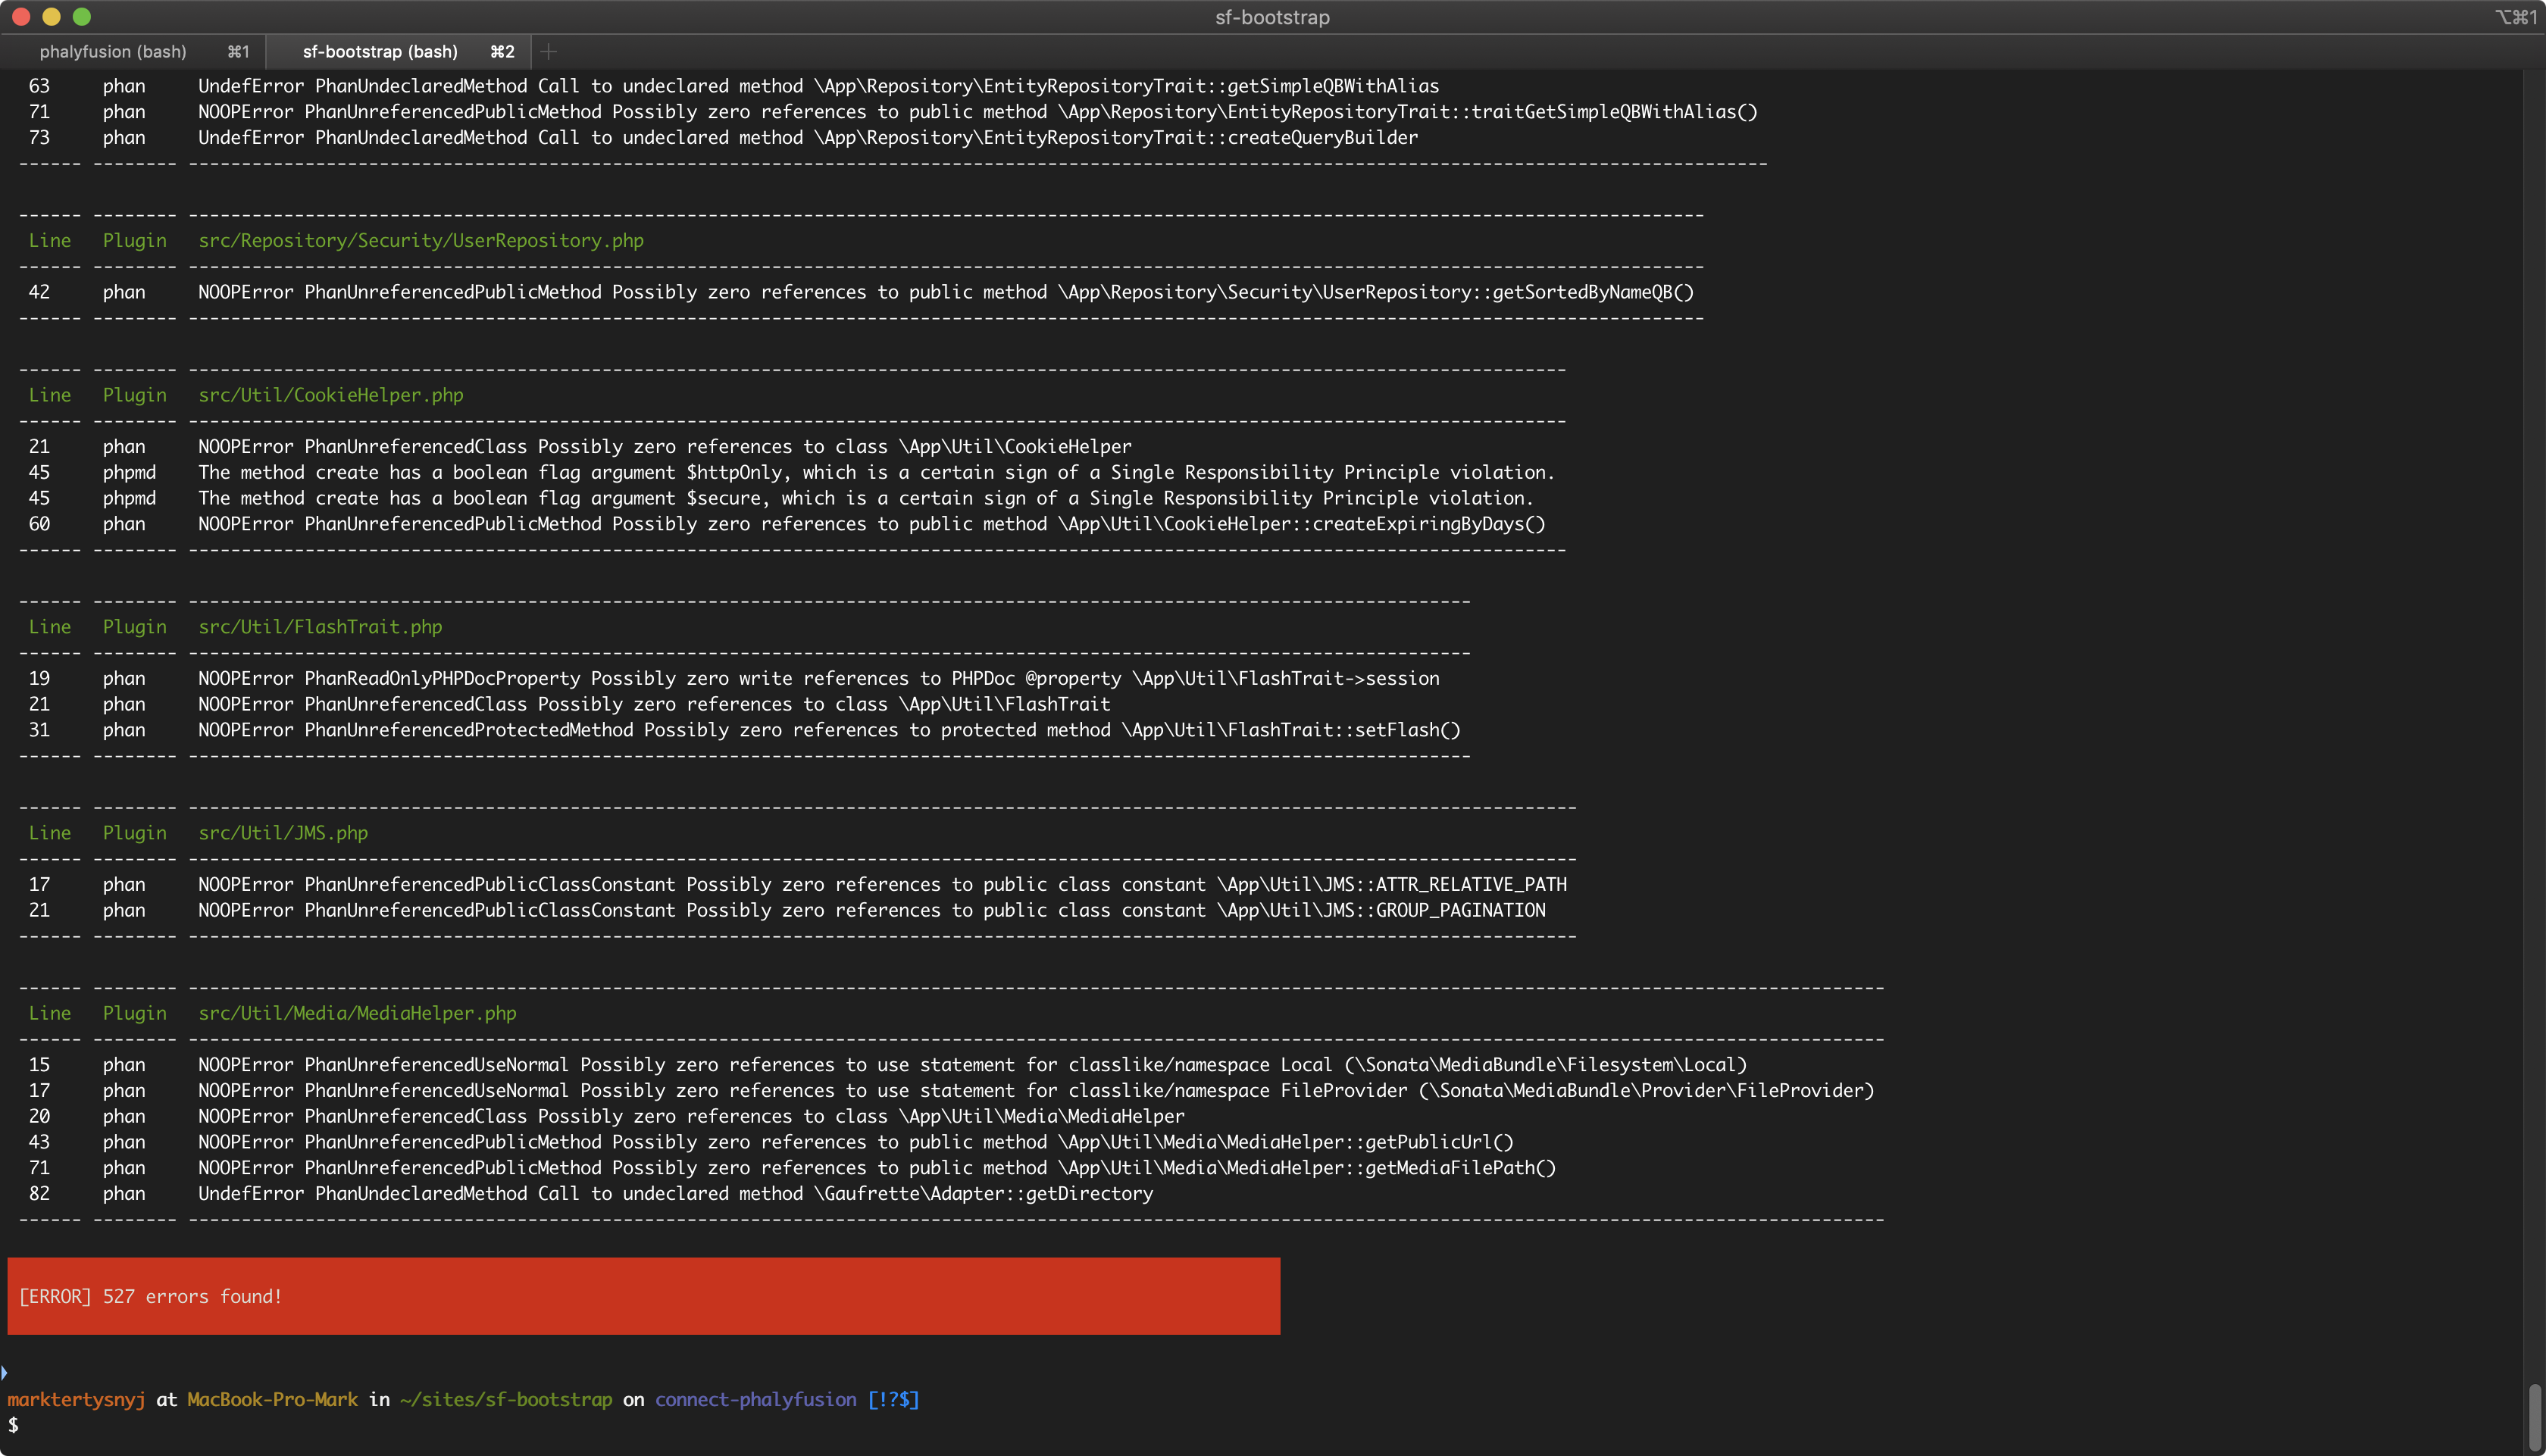 sf-bootstrap ⌥⌘1
phalyfusion (bash) ⌘1 sf-bootstrap (bash) ⌘2 +
63 phan UndefError PhanUndeclaredMethod Call to undeclared method \App\Repository\EntityRepositoryTrait::getSimpleQBWithAlias
71 phan NOOPError PhanUnreferencedPublicMethod Possibly zero references to public method \App\Repository\EntityRepositoryTrait::traitGetSimpleQBWithAlias()
73 phan UndefError PhanUndeclaredMethod Call to undeclared method \App\Repository\EntityRepositoryTrait::createQueryBuilder
Line Plugin src/Repository/Security/UserRepository.php
42 phan NOOPError PhanUnreferencedPublicMethod Possibly zero references to public method \App\Repository\Security\UserRepository::getSortedByNameQB()
Line Plugin src/Util/CookieHelper.php
21 phan NOOPError PhanUnreferencedClass Possibly zero references to class \App\Util\CookieHelper
45 phpmd The method create has a boolean flag argument $httpOnly, which is a certain sign of a Single Responsibility Principle violation.
45 phpmd The method create has a boolean flag argument $secure, which is a certain sign of a Single Responsibility Principle violation.
60 phan NOOPError PhanUnreferencedPublicMethod Possibly zero references to public method \App\Util\CookieHelper::createExpiringByDays()
Line Plugin src/Util/FlashTrait.php
19 phan NOOPError PhanReadOnlyPHPDocProperty Possibly zero write references to PHPDoc @property \App\Util\FlashTrait->session
21 phan NOOPError PhanUnreferencedClass Possibly zero references to class \App\Util\FlashTrait
31 phan NOOPError PhanUnreferencedProtectedMethod Possibly zero references to protected method \App\Util\FlashTrait::setFlash()
Line Plugin src/Util/JMS.php
17 phan NOOPError PhanUnreferencedPublicClassConstant Possibly zero references to public class constant \App\Util\JMS::ATTR_RELATIVE_PATH
21 phan NOOPError PhanUnreferencedPublicClassConstant Possibly zero references to public class constant \App\Util\JMS::GROUP_PAGINATION
Line Plugin src/Util/Media/MediaHelper.php
15 phan NOOPError PhanUnreferencedUseNormal Possibly zero references to use statement for classlike/namespace Local (\Sonata\MediaBundle\Filesystem\Local)
17 phan NOOPError PhanUnreferencedUseNormal Possibly zero references to use statement for classlike/namespace FileProvider (\Sonata\MediaBundle\Provider\FileProvider)
20 phan NOOPError PhanUnreferencedClass Possibly zero references to class \App\Util\Media\MediaHelper
43 phan NOOPError PhanUnreferencedPublicMethod Possibly zero references to public method \App\Util\Media\MediaHelper::getPublicUrl()
71 phan NOOPError PhanUnreferencedPublicMethod Possibly zero references to public method \App\Util\Media\MediaHelper::getMediaFilePath()
82 phan UndefError PhanUndeclaredMethod Call to undeclared method \Gaufrette\Adapter::getDirectory
[ERROR] 527 errors found!
marktertysnyj at MacBook-Pro-Mark in ~/sites/sf-bootstrap on connect-phalyfusion [!?$]
$